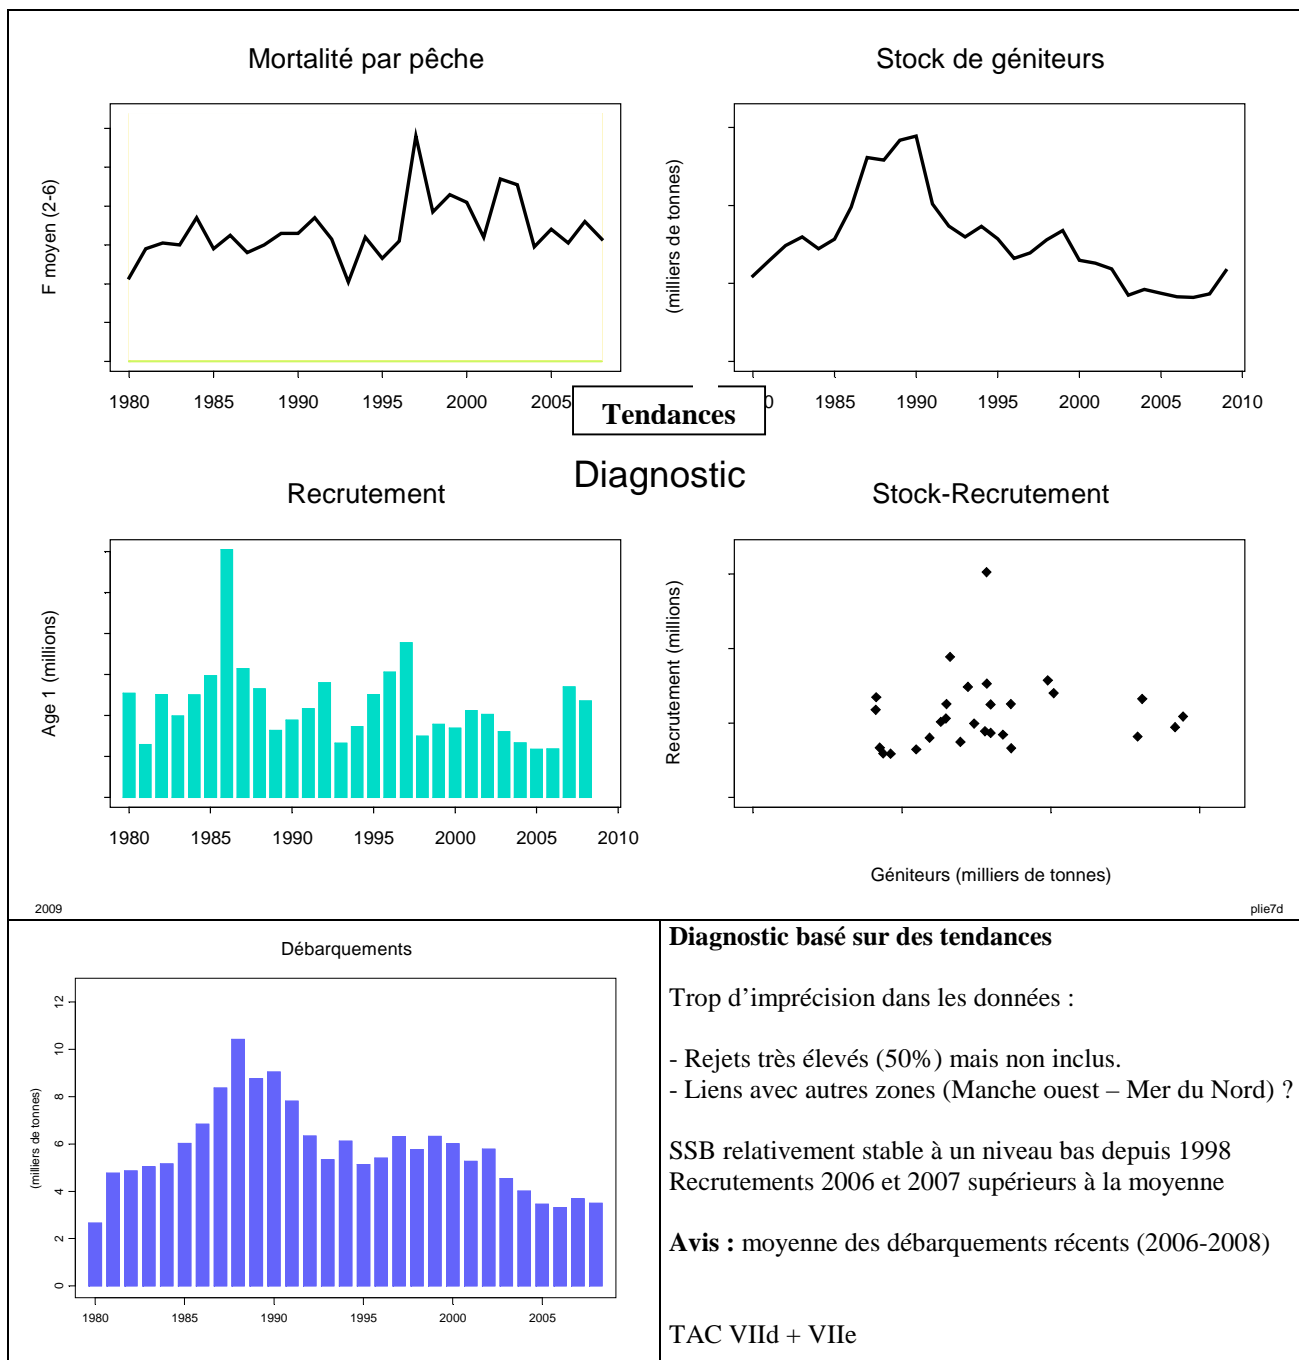 Mortalité par pêche
F moyen (2-6)
1980 1985 1990 1995 2000 2005
Stock de géniteurs
(milliers de tonnes)
0 1985 1990 1995 2000 2005 2010
Tendances
Diagnostic
Recrutement
Age 1 (millions)
1980 1985 1990 1995 2000 2005 2010
Stock-Recrutement
Recrutement (millions)
Géniteurs (milliers de tonnes)
2009
plie7d
Débarquements
(milliers de tonnes)
12
10
8
6
4
2
0
1980 1985 1990 1995 2000 2005
Diagnostic basé sur des tendances
Trop d’imprécision dans les données :
- Rejets très élevés (50%) mais non inclus.
- Liens avec autres zones (Manche ouest – Mer du Nord) ?
SSB relativement stable à un niveau bas depuis 1998
Recrutements 2006 et 2007 supérieurs à la moyenne
Avis : moyenne des débarquements récents (2006-2008)
TAC VIId + VIIe